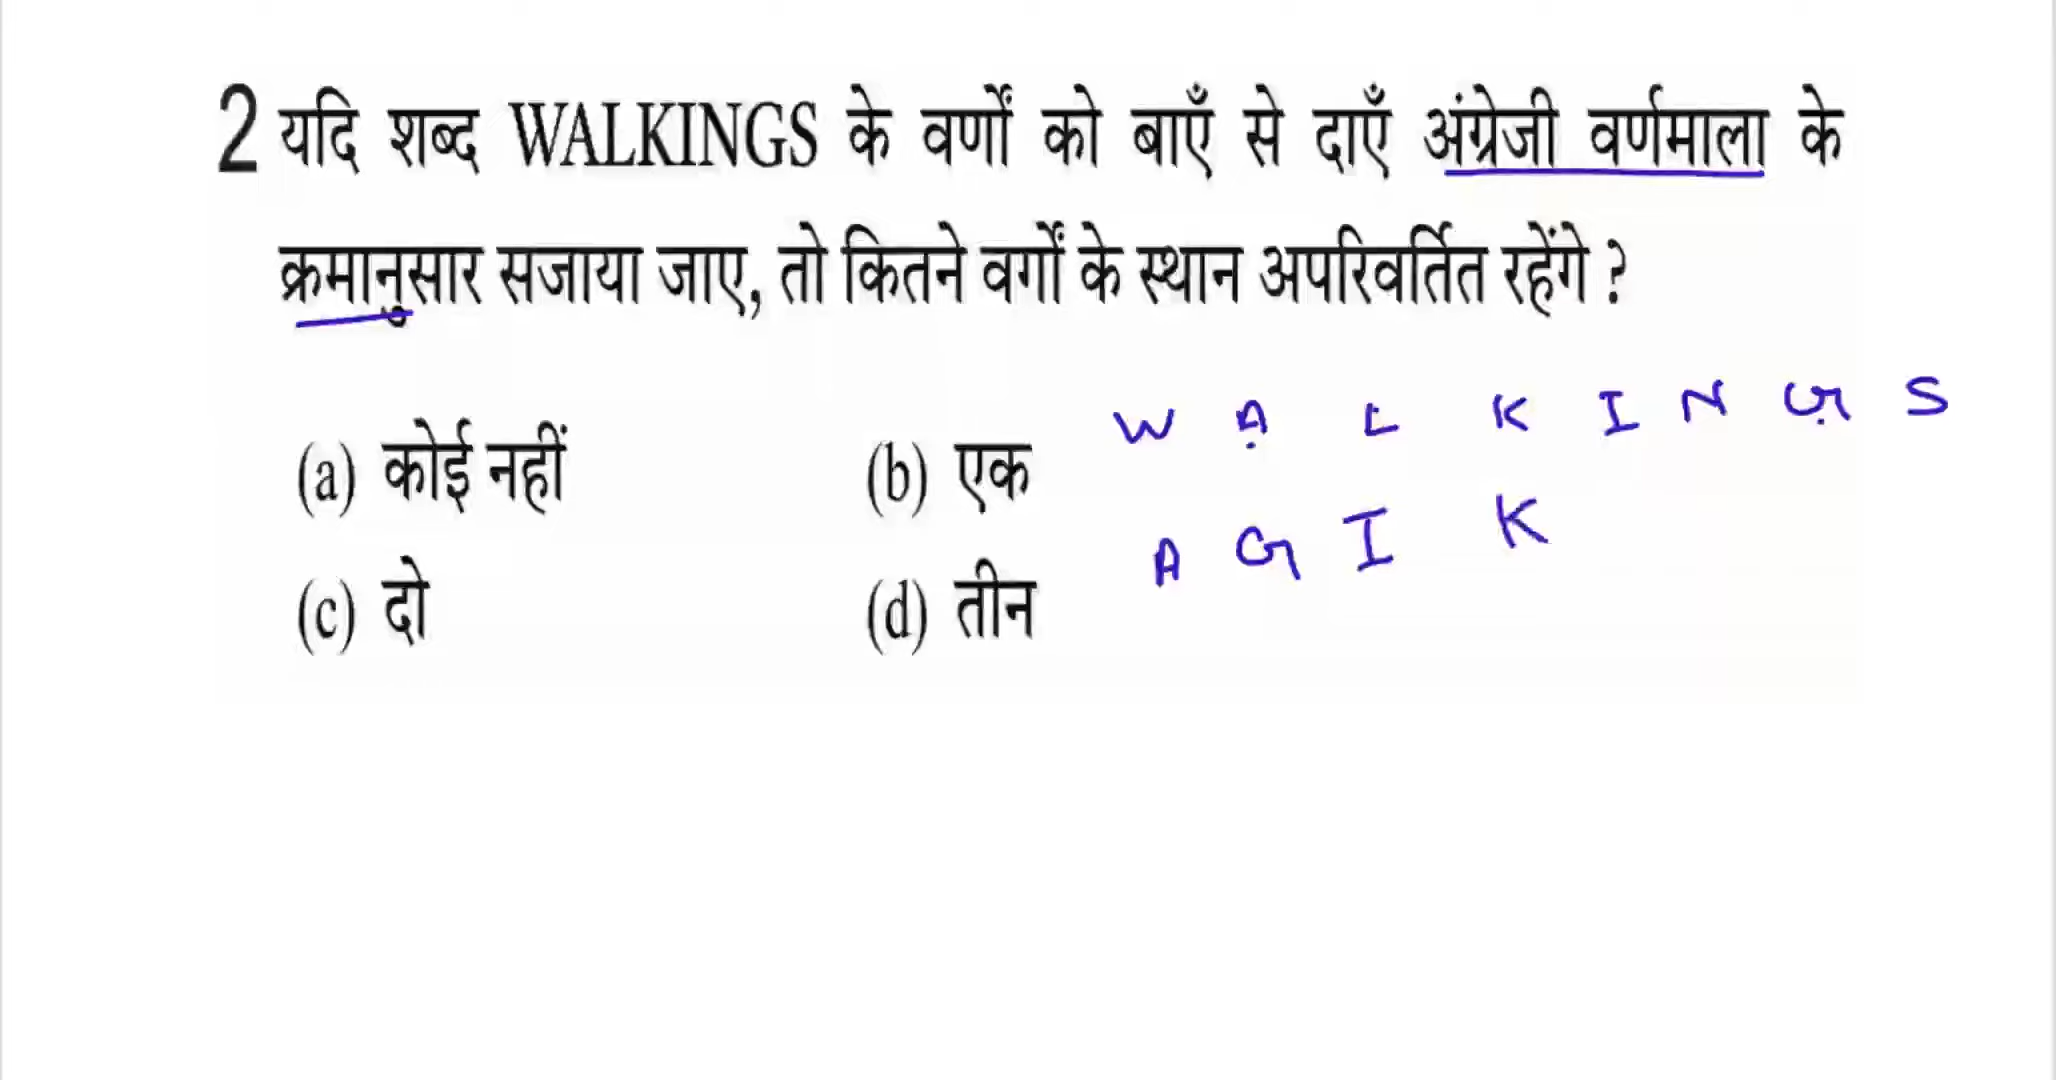 2 यदि शब्द WALKINGS के वर्णों को बाएँ से दाएँ अंग्रेजी वर्णमाला के
क्रमानुसार सजाया जाए, तो कितने वर्गों के स्थान अपरिवर्तित रहेंगे ?
W A L K I N G S
(a) कोई नहीं (b) एक
A G I K
(c) दो (d) तीन